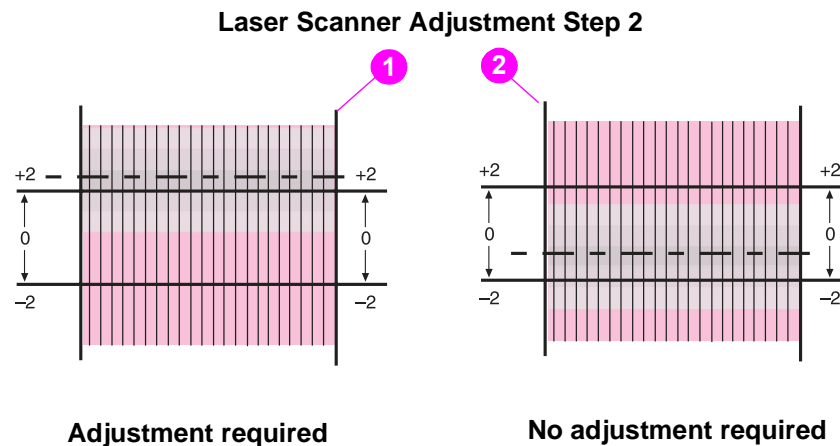 Laser Scanner Adjustment Step 2
1 2
+2 +2 +2 +2
0 0 0 0
–2 –2 –2 –2
Adjustment required No adjustment required